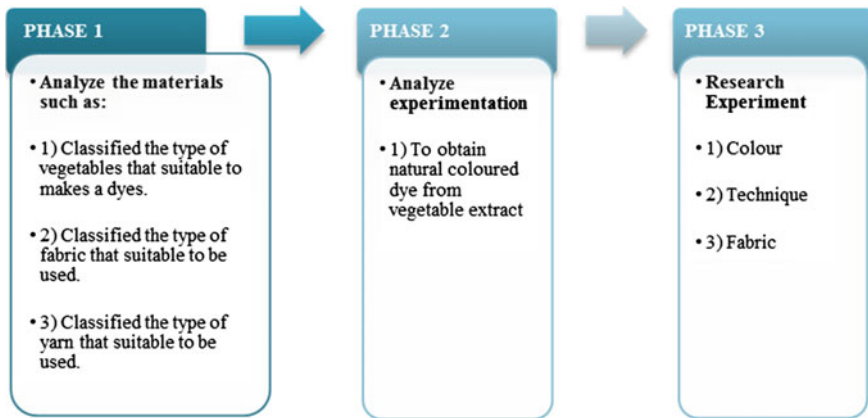 PHASE 1
• Analyze the materials
such as:
• 1) Classified the type of
vegetables that suitable to
makes a dyes.
• 2) Classified the type of
fabric that suitable to be
used.
• 3) Classified the type of
yarn that suitable to be
used.
PHASE 2
• Analyze
experimentation
• 1) To obtain
natural coloured
dye from
vegetable extract
PHASE 3
• Research
Experiment
• 1) Colour
• 2) Technique
• 3) Fabric